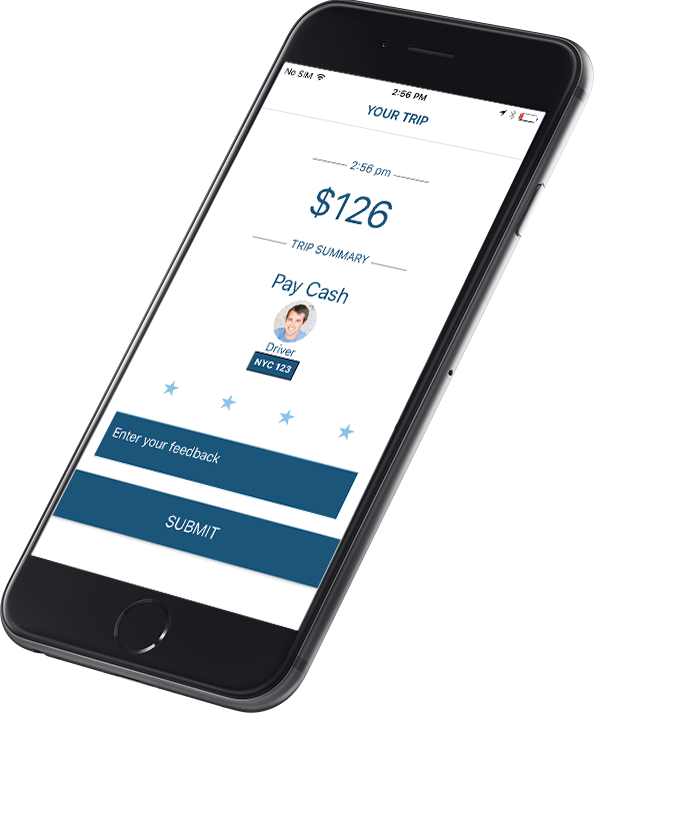 No SIM
2:56 PM
YOUR TRIP
2:56 pm
$126
TRIP SUMMARY
Pay Cash
Driver
NYC 123
Enter your feedback
SUBMIT